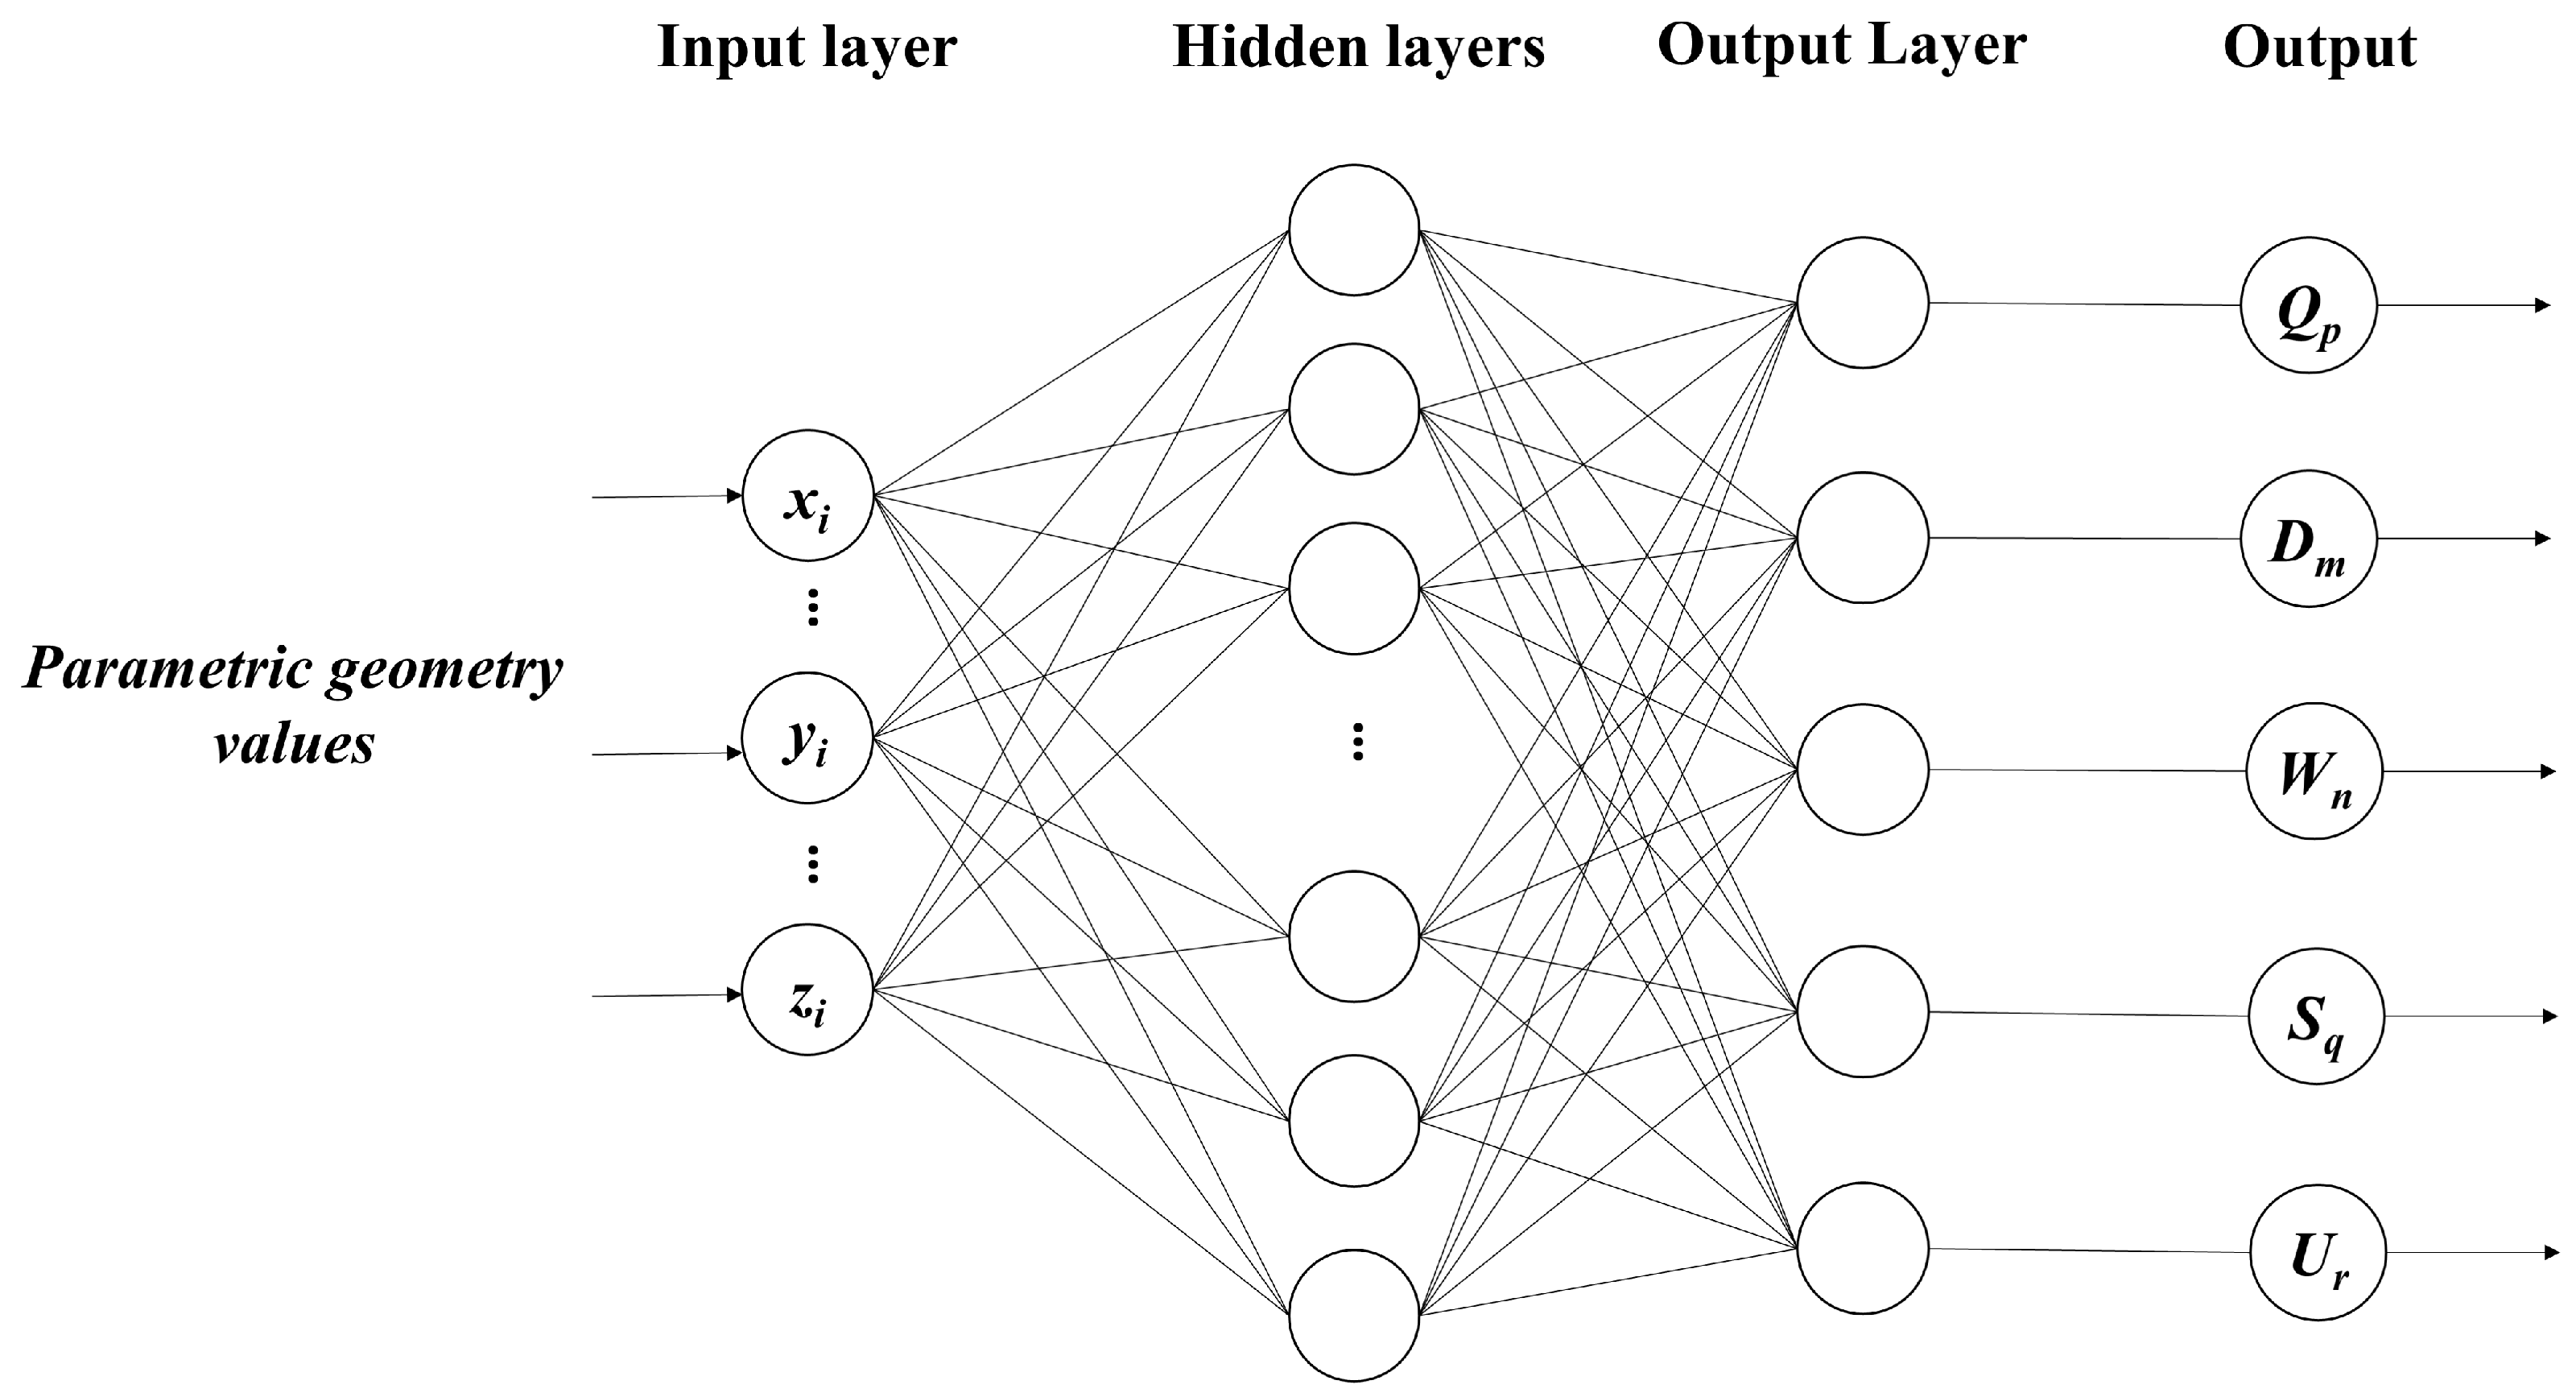 Input layer
Hidden layers
Output Layer
Output
Parametric geometry
values
x_i
y_i
z_i
Q_p
D_m
W_n
S_q
U_r